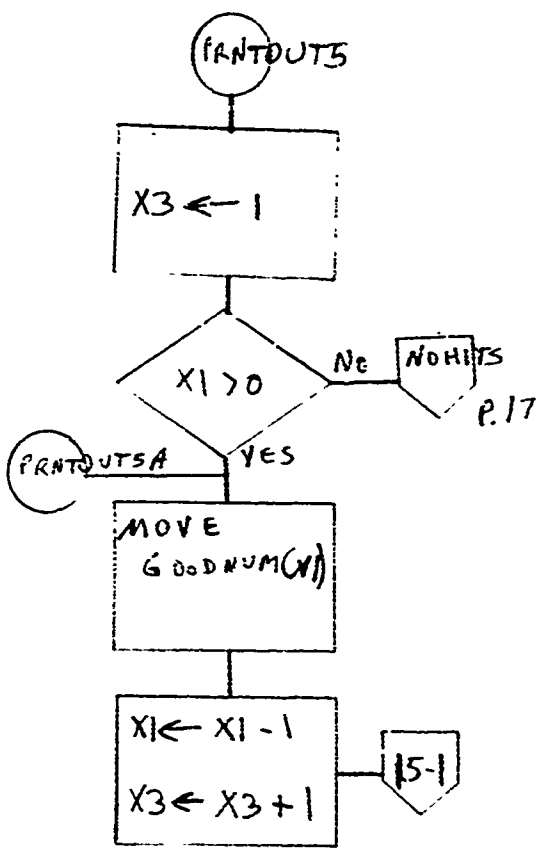 PRNTOUT5
X3 ← 1
X1 > 0
NO
NOHITS
P.17
YES
PRNTOUT5A
MOVE
GOODNUM(X1)
X1 ← X1 - 1
X3 ← X3 + 1
15-1